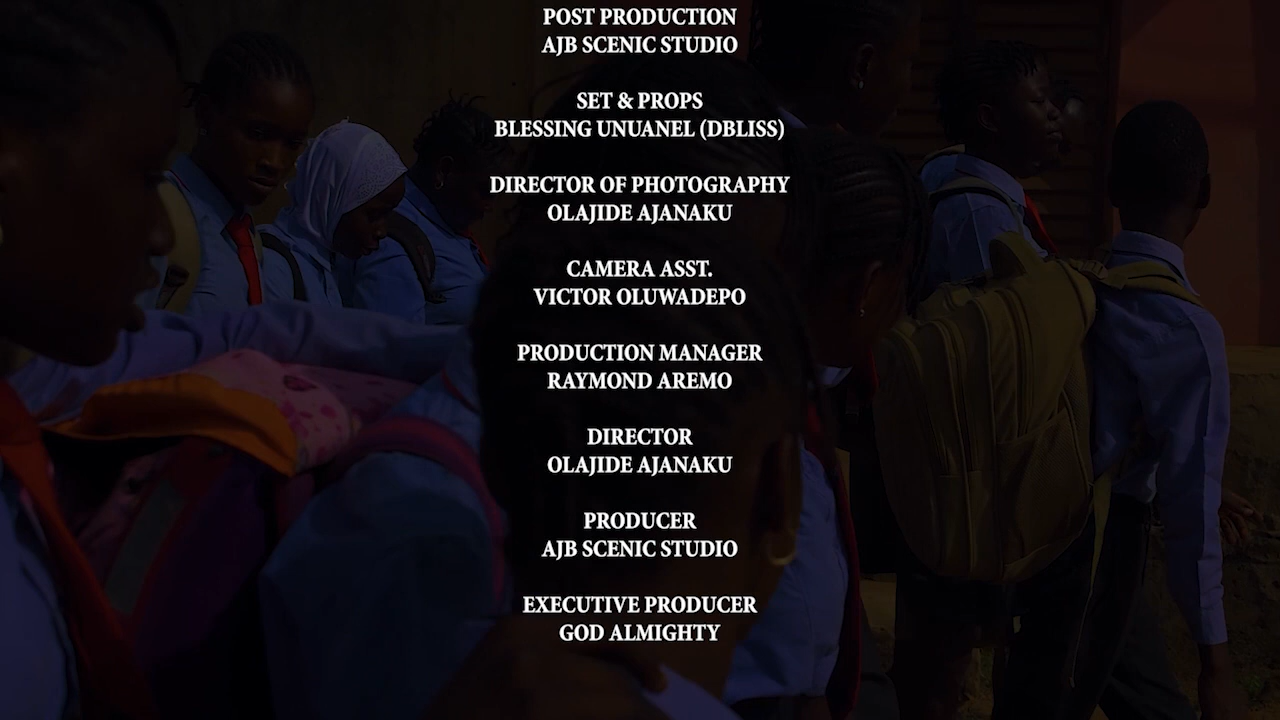 POST PRODUCTION
AJB SCENIC STUDIO
SET & PROPS
BLESSING UNUANEL (DBLISS)
DIRECTOR OF PHOTOGRAPHY
OLAJIDE AJANAKU
CAMERA ASST.
VICTOR OLUWADEPO
PRODUCTION MANAGER
RAYMOND AREMO
DIRECTOR
OLAJIDE AJANAKU
PRODUCER
AJB SCENIC STUDIO
EXECUTIVE PRODUCER
GOD ALMIGHTY